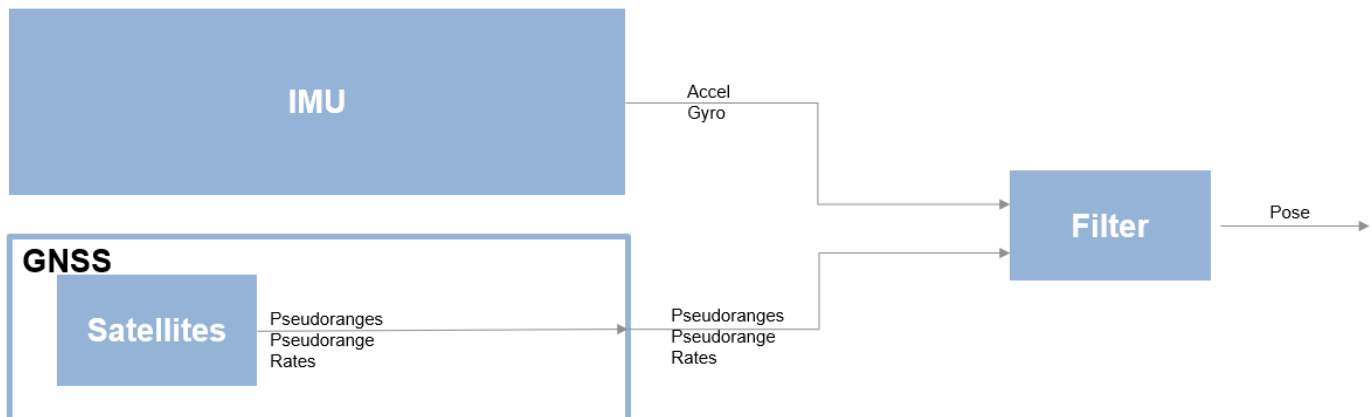 IMU
Accel
Gyro
Filter
Pose
GNSS
Satellites
Pseudoranges
Pseudorange
Rates
Pseudoranges
Pseudorange
Rates